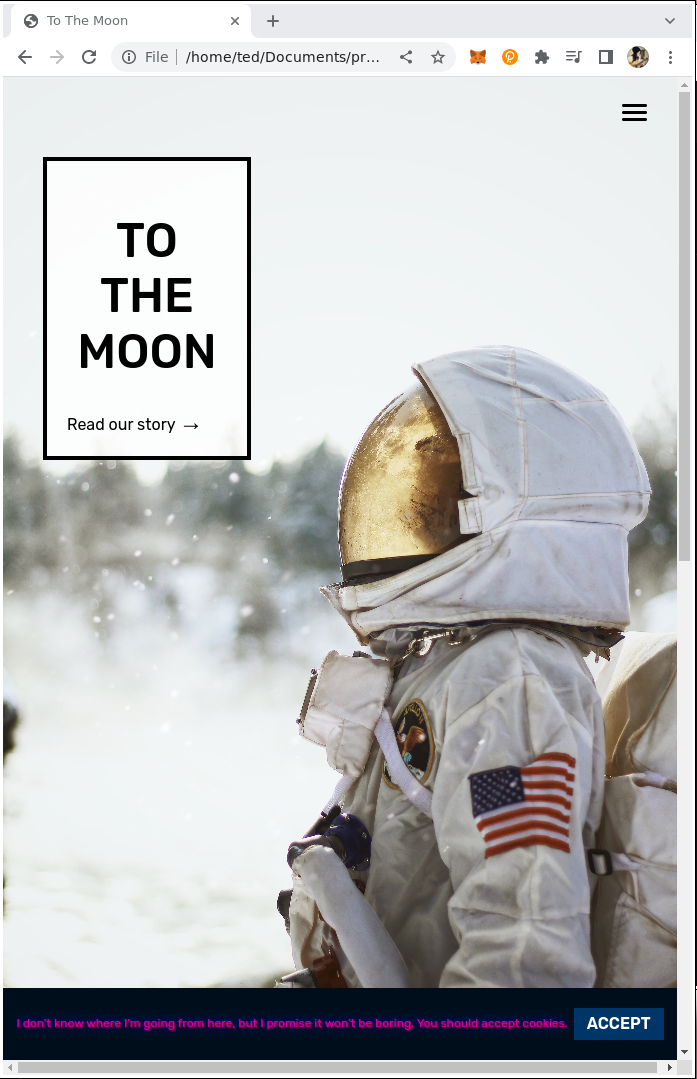 To The Moon
File
/home/ted/Documents/pr...
TO
THE
MOON
Read our story →
I don't know where I'm going from here, but I promise it won't be boring. You should accept cookies.
ACCEPT